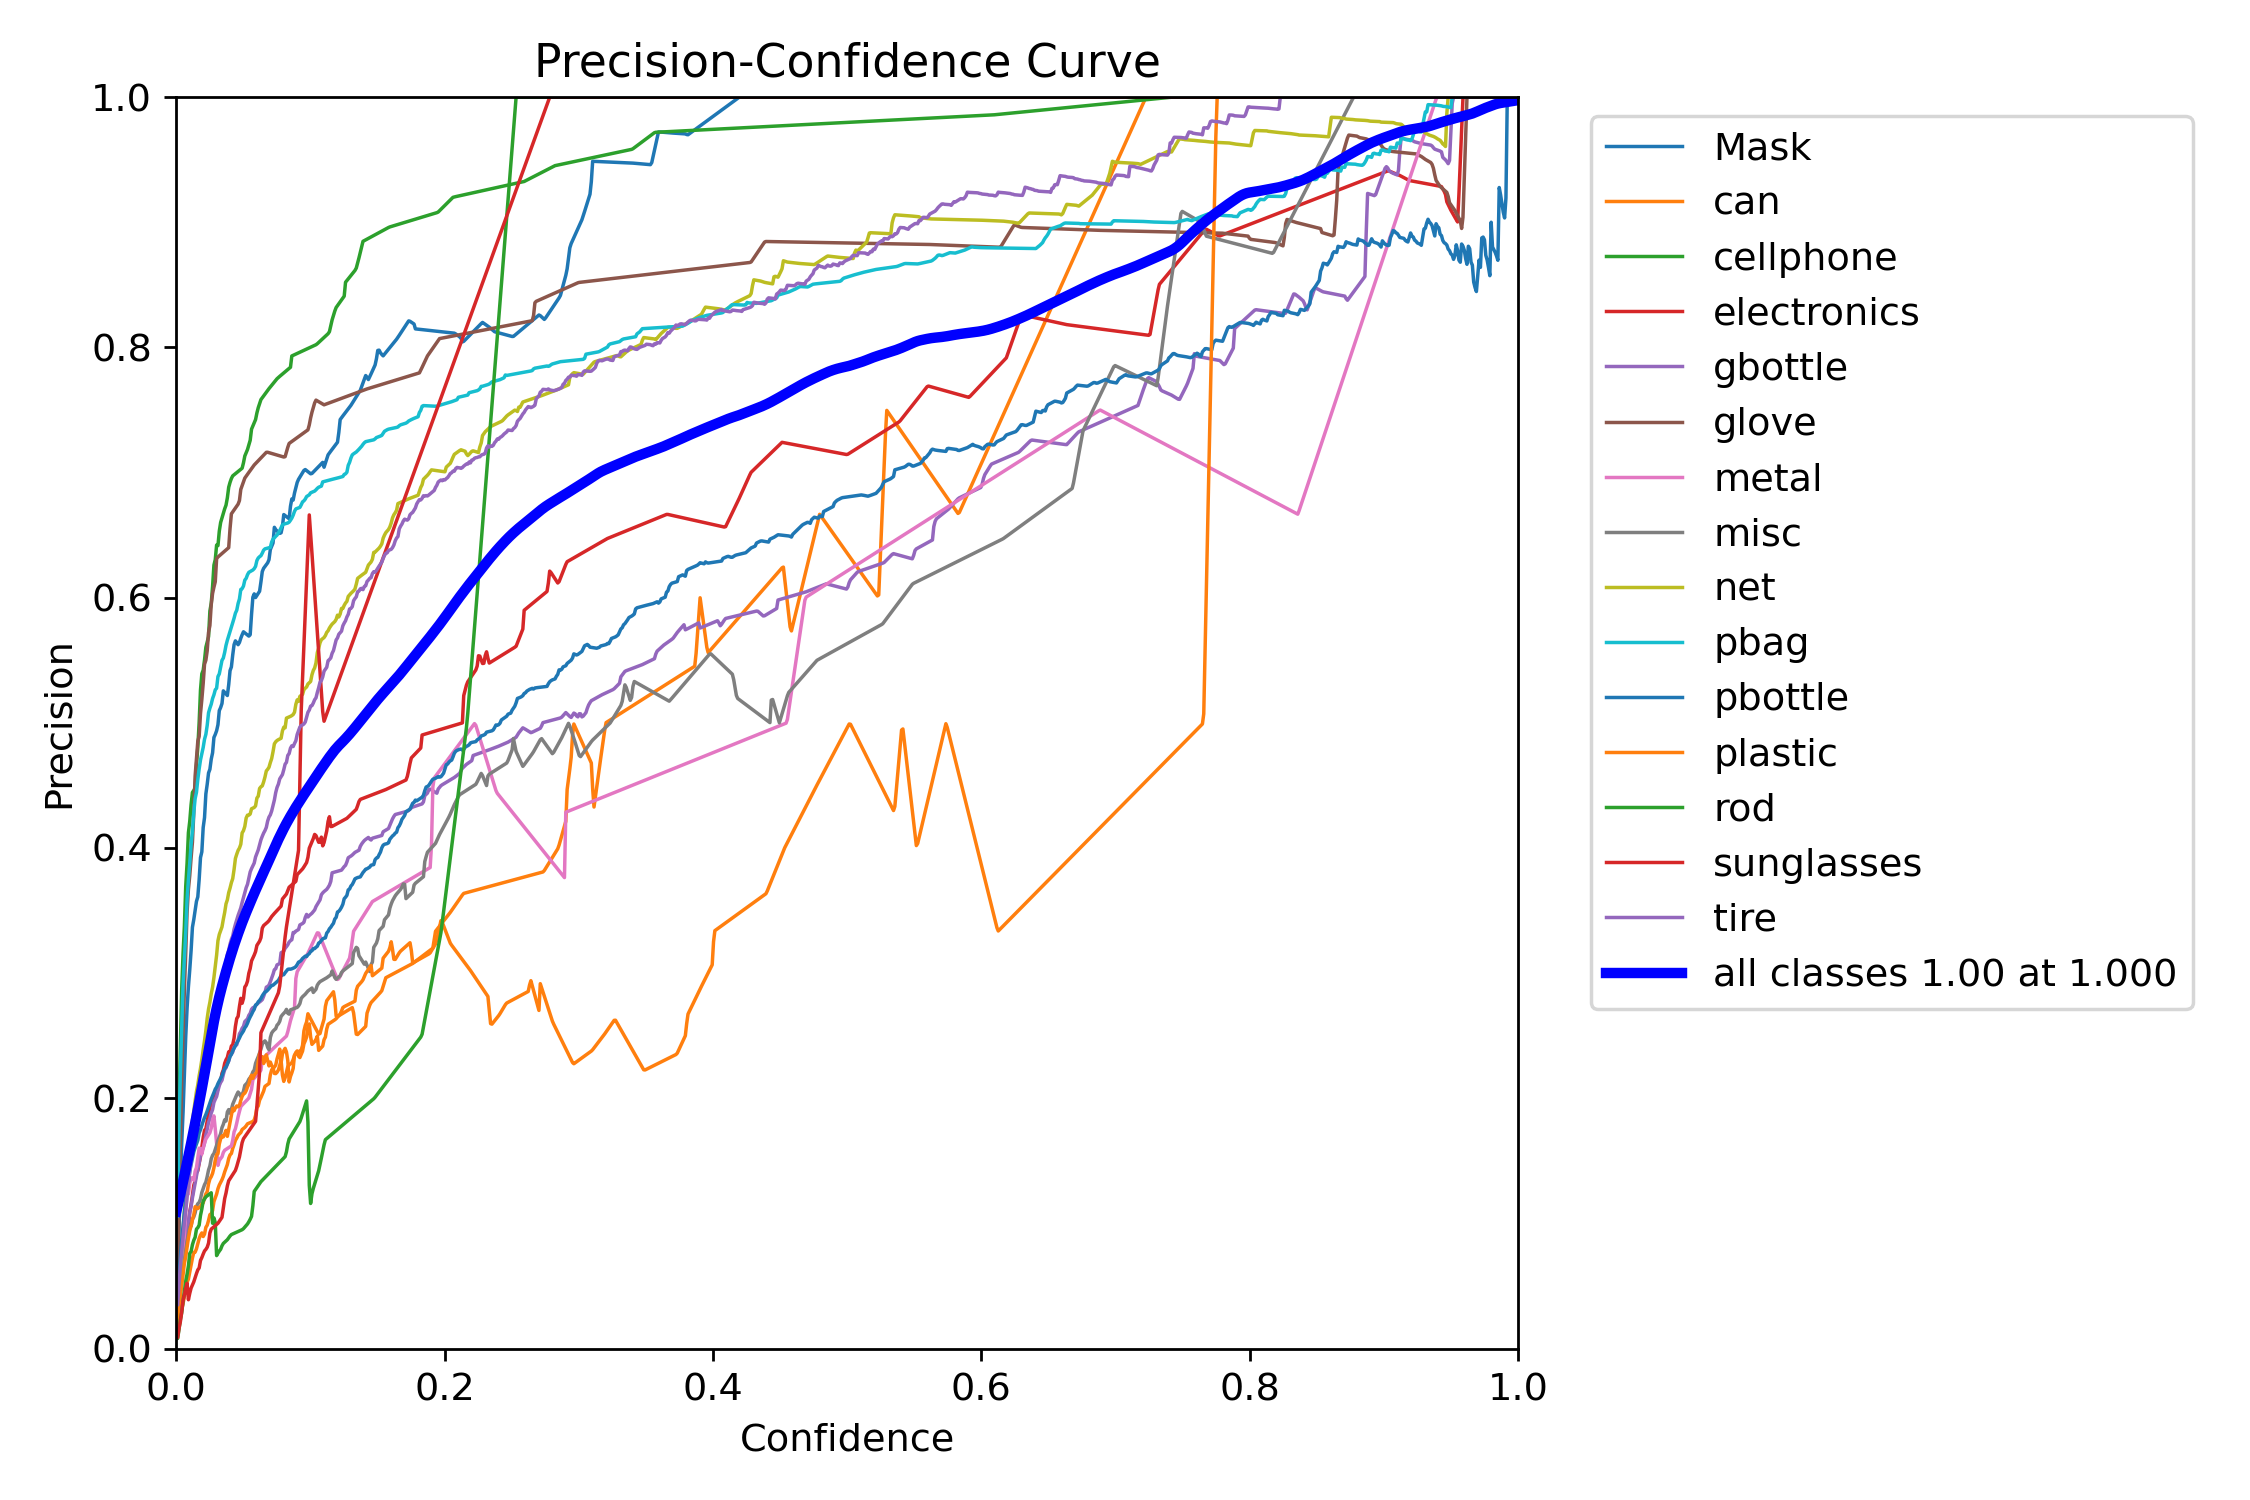 Precision-Confidence Curve
1.0
0.8
0.6
0.4
0.2
0.0
Precision
0.0 0.2 0.4 0.6 0.8 1.0
Confidence
Mask
can
cellphone
electronics
gbottle
glove
metal
misc
net
pbag
pbottle
plastic
rod
sunglasses
tire
all classes 1.00 at 1.000